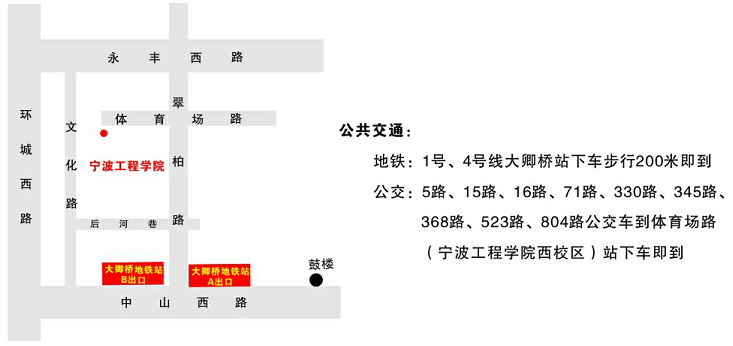 永丰西路
环城西路
文化路
翠柏路
体育场路
宁波工程学院
后河巷
大卿桥地铁站
B出口
大卿桥地铁站
A出口
鼓楼
中山西路
公共交通：
地铁：1号、4号线大卿桥站下车步行200米即到
公交：5路、15路、16路、71路、330路、345路、
368路、523路、804路公交车到体育场路
（宁波工程学院西校区）站下车即到